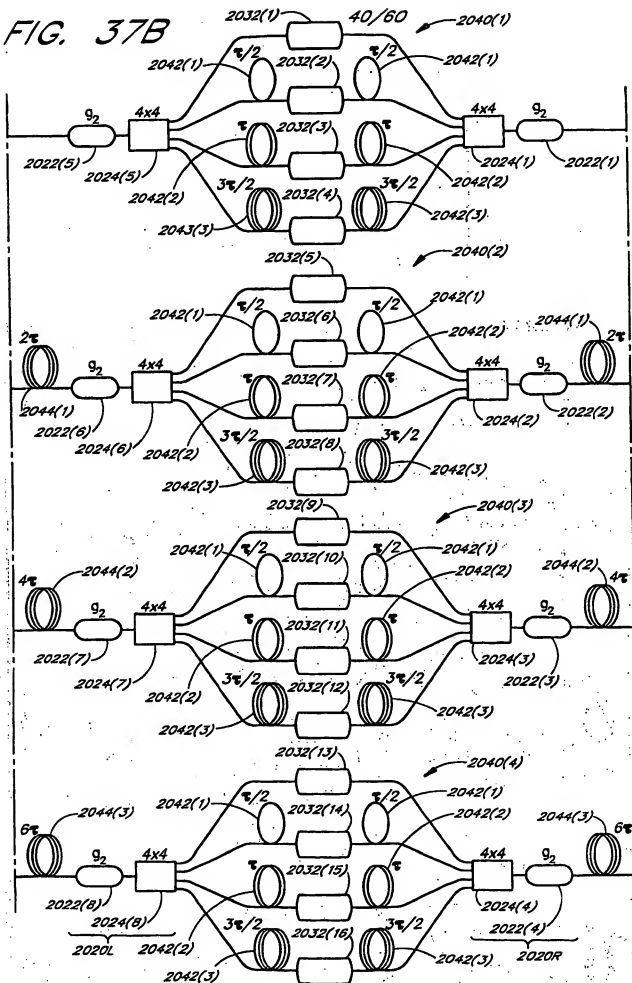 FIG. 37B
2032(1)
40/60
2040(1)
τ/2
2032(2)
τ/2
2042(1)
2042(1)
g2
4x4
τ
2032(3)
τ
4x4
g2
2022(5)
2024(5)
2042(2)
3τ/2
2032(4)
3τ/2
2042(2)
2024(1)
2022(1)
2043(3)
2042(3)
2032(5)
2040(2)
2042(1)
τ/2
2032(6)
τ/2
2042(1)
2042(2)
2044(1)
2τ
2τ
g2
4x4
τ
2032(7)
τ
4x4
g2
2044(1)
2022(6)
2024(6)
2042(2)
3τ/2
2032(8)
3τ/2
2024(2)
2022(2)
2042(3)
2042(3)
2032(9)
2040(3)
2042(1)
τ/2
2032(10)
τ/2
2042(1)
2042(2)
4τ
2044(2)
2044(2)
4τ
g2
4x4
τ
2032(11)
τ
4x4
g2
2022(7)
2024(7)
2042(2)
3τ/2
2032(12)
3τ/2
2024(3)
2022(3)
2042(3)
2042(3)
2032(13)
2040(4)
2042(1)
τ/2
2032(14)
τ/2
2042(1)
2042(2)
6τ
2044(3)
2044(3)
6τ
g2
4x4
τ
2032(15)
τ
4x4
g2
2022(8)
2024(8)
2042(2)
3τ/2
2032(16)
3τ/2
2024(4)
2022(4)
2020L
2042(3)
2042(3)
2020R